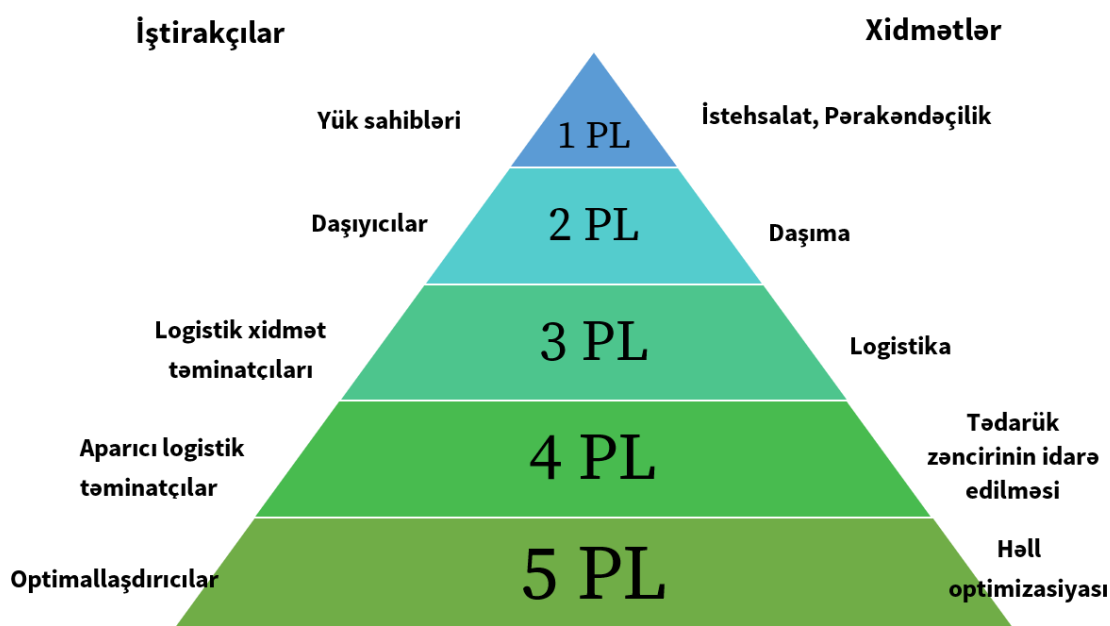 İştirakçılar
Xidmətlər
Yük sahibləri
1 PL
İstehsalat, Pərakəndəçilik
Daşıyıcılar
2 PL
Daşıma
Logistik xidmət
təminatçıları
3 PL
Logistika
Aparıcı logistik
təminatçılar
4 PL
Tədarük
zəncirinin idarə
edilməsi
Optimallaşdırıcılar
5 PL
Həll
optimizasiyası